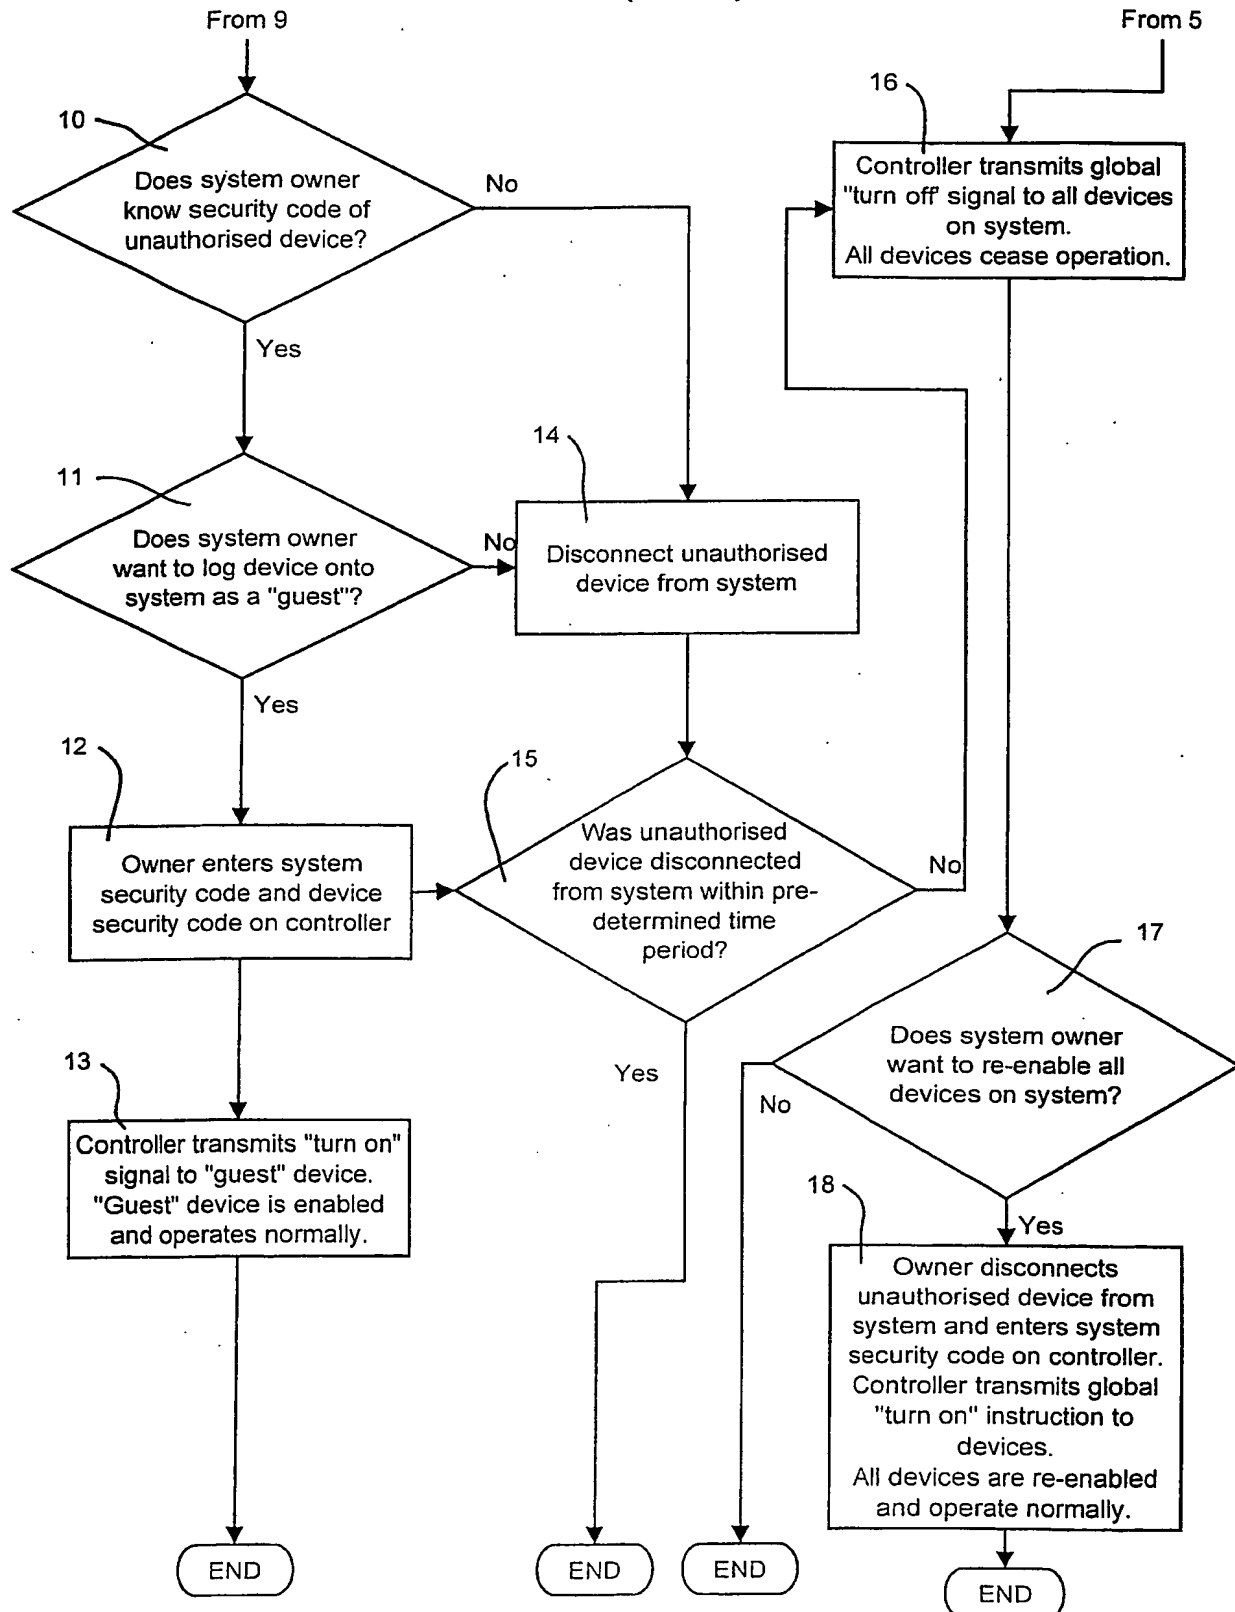 From 9
From 5
10
Does system owner
know security code of
unauthorised device?
No
Yes
16
Controller transmits global
"turn off" signal to all devices
on system.
All devices cease operation.
11
Does system owner
want to log device onto
system as a "guest"?
No
Yes
14
Disconnect unauthorised
device from system
12
Owner enters system
security code and device
security code on controller
15
Was unauthorised
device disconnected
from system within pre-
determined time
period?
No
Yes
17
Does system owner
want to re-enable all
devices on system?
No
Yes
13
Controller transmits "turn on"
signal to "guest" device.
"Guest" device is enabled
and operates normally.
18
Owner disconnects
unauthorised device from
system and enters system
security code on controller.
Controller transmits global
"turn on" instruction to
devices.
All devices are re-enabled
and operate normally.
END
END
END
END